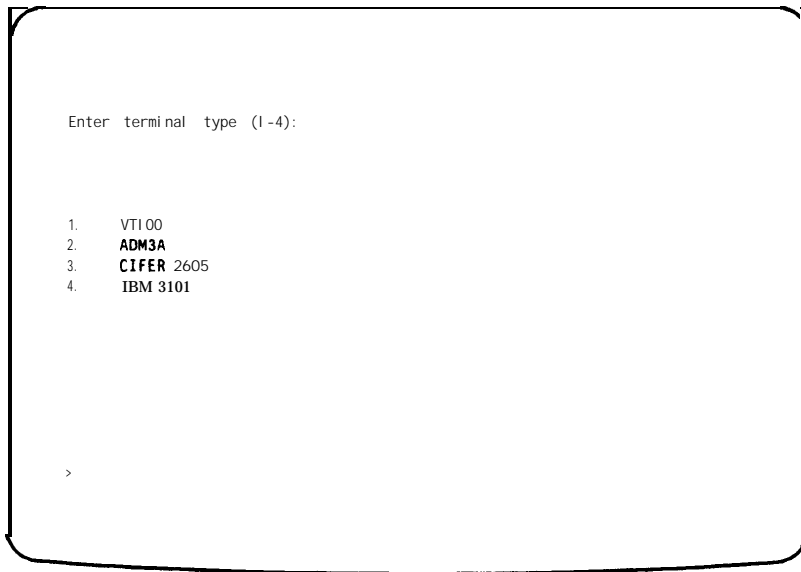 Enter terminal type (I-4):
1. VTI00
2. ADM3A
3. CIFER 2605
4. IBM 3101
>